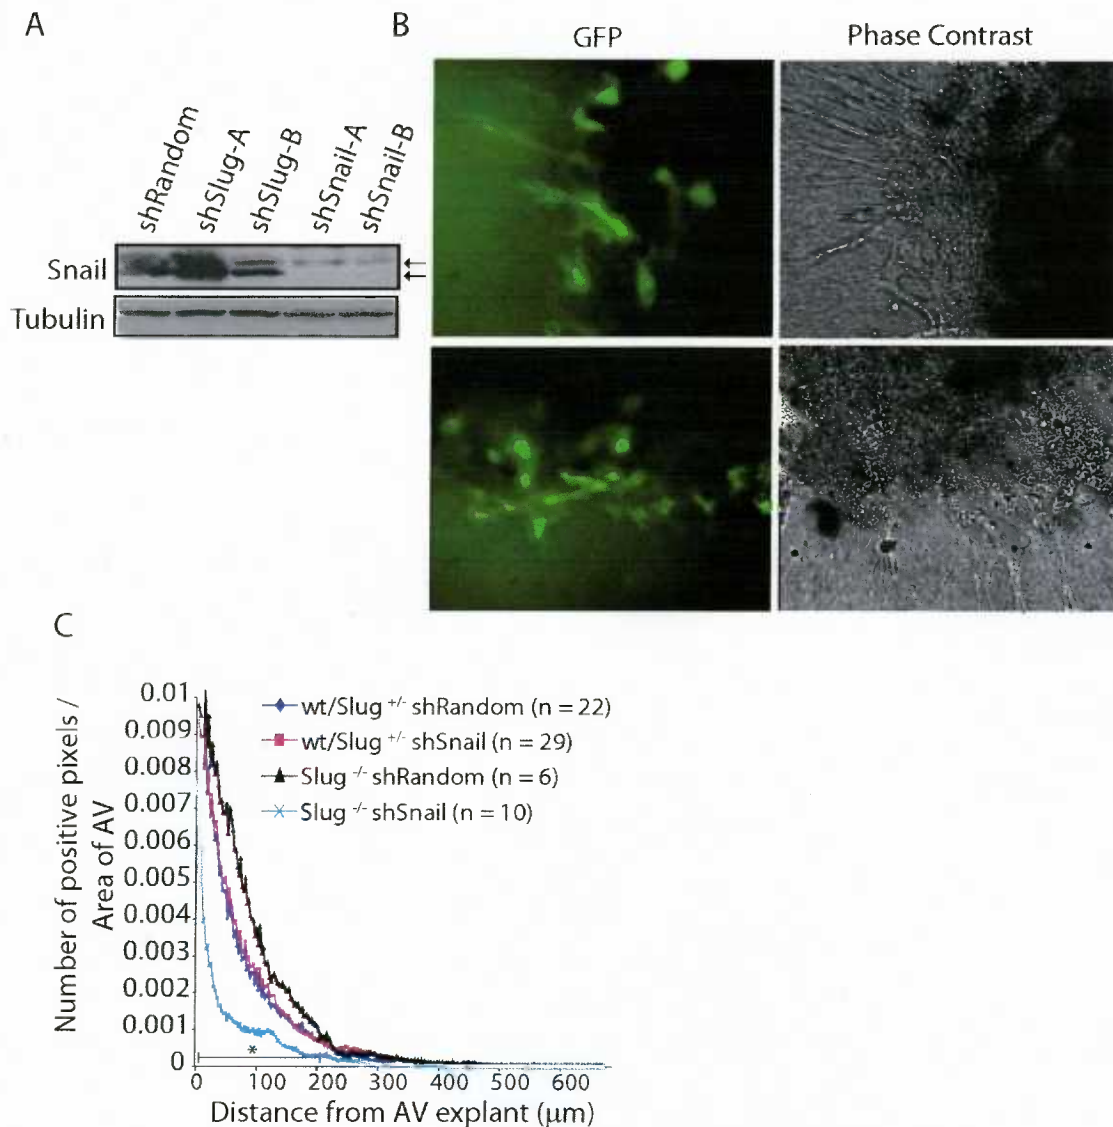 A
B
GFP
Phase Contrast
shRandom
shSlug-A
shSlug-B
shSnail-A
shSnail-B
Snail
Tubulin
C
Number of positive pixels /
Area of AV
0.01
0.009
0.008
0.007
0.006
0.005
0.004
0.003
0.002
0.001
0
wt/Slug +/- shRandom (n = 22)
wt/Slug +/- shSnail (n = 29)
Slug -/- shRandom (n = 6)
Slug -/- shSnail (n = 10)
*
0 100 200 300 400 500 600
Distance from AV explant (µm)